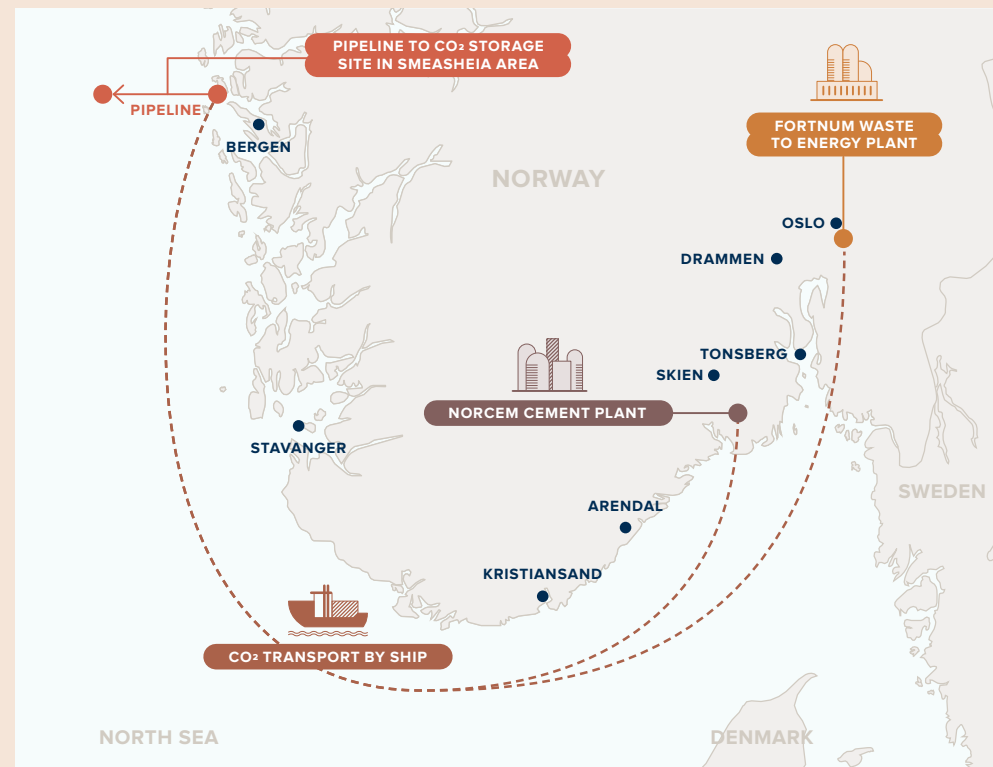 PIPELINE TO CO₂ STORAGE
SITE IN SMEASHEIA AREA
PIPELINE
BERGEN
NORWAY
FORTNUM WASTE
TO ENERGY PLANT
OSLO
DRAMMEN
TONSBERG
SKIEN
NORCEM CEMENT PLANT
STAVANGER
SWEDEN
ARENDAL
KRISTIANSAND
CO₂ TRANSPORT BY SHIP
NORTH SEA
DENMARK